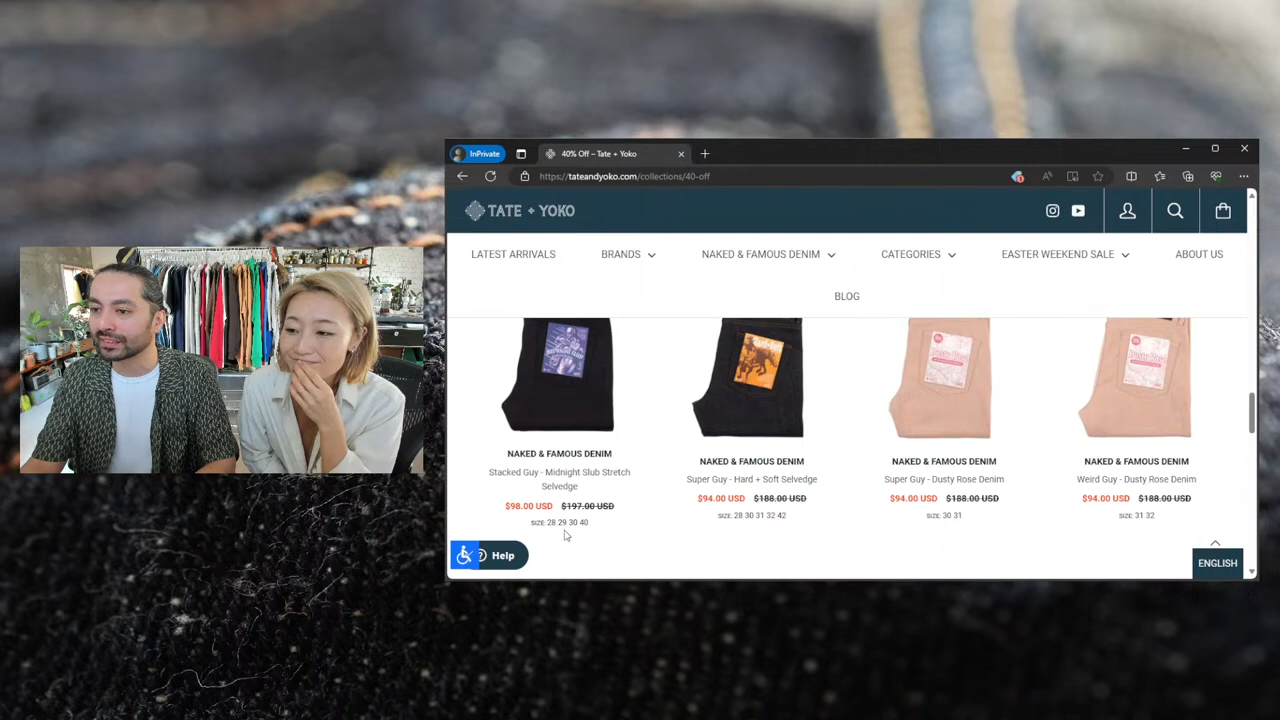 InPrivate
40% Off – Tate + Yoko
https://tateandyoko.com/collections/40-off
TATE + YOKO
LATEST ARRIVALS
BRANDS
NAKED & FAMOUS DENIM
CATEGORIES
EASTER WEEKEND SALE
ABOUT US
BLOG
NAKED & FAMOUS DENIM
Stacked Guy - Midnight Slub Stretch
Selvedge
$98.00 USD $197.00 USD
SIZE: 28 29 30 40
NAKED & FAMOUS DENIM
Super Guy - Hard + Soft Selvedge
$94.00 USD $188.00 USD
SIZE: 28 30 31 32 42
NAKED & FAMOUS DENIM
Super Guy - Dusty Rose Denim
$94.00 USD $188.00 USD
SIZE: 30 31
NAKED & FAMOUS DENIM
Weird Guy - Dusty Rose Denim
$94.00 USD $188.00 USD
SIZE: 31 32
Help
ENGLISH